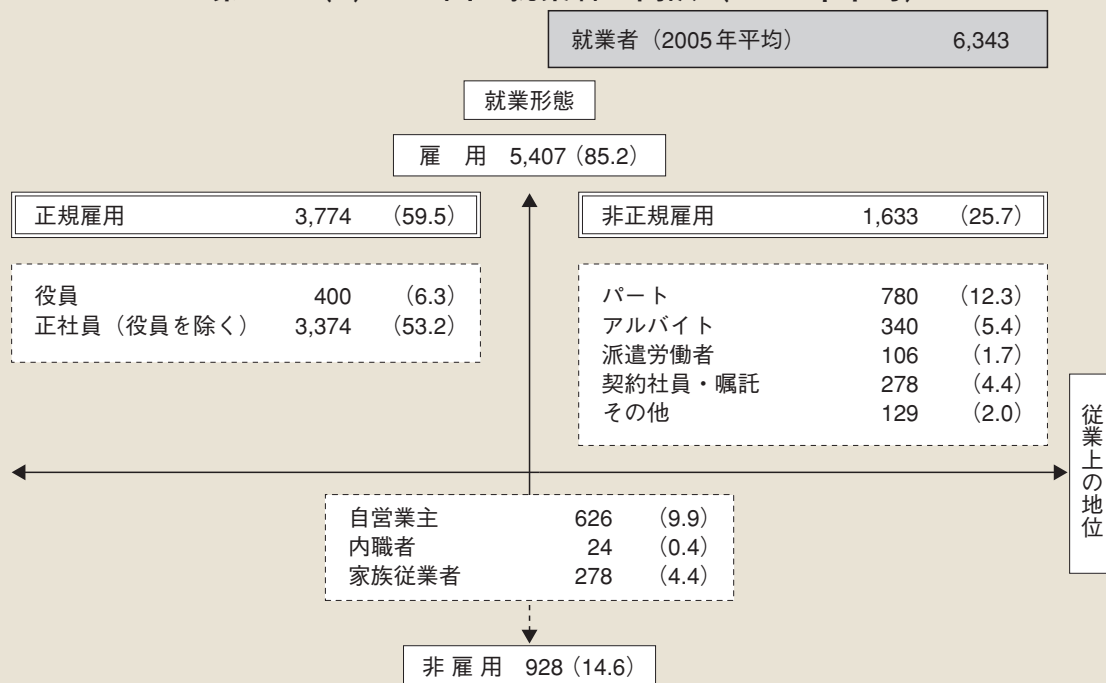 就業者（2005年平均） 6,343
就業形態
雇 用 5,407（85.2）
正規雇用 3,774 （59.5）
非正規雇用 1,633 （25.7）
役員 400 （6.3）
正社員（役員を除く） 3,374 （53.2）
パート 780 （12.3）
アルバイト 340 （5.4）
派遣労働者 106 （1.7）
契約社員・嘱託 278 （4.4）
その他 129 （2.0）
従業上の地位
自営業主 626 （9.9）
内職者 24 （0.4）
家族従業者 278 （4.4）
非 雇 用 928（14.6）